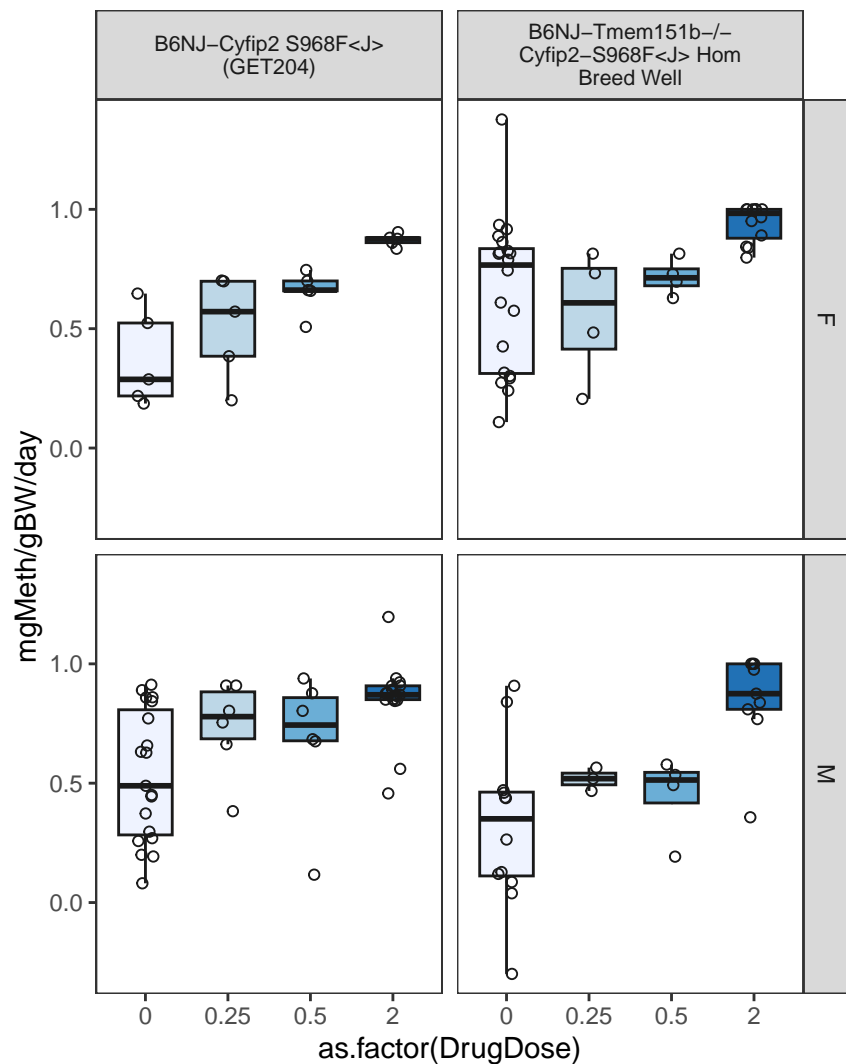 B6NJ−Cyfip2 S968F<J>
(GET204)
B6NJ−Tmem151b−/−
Cyfip2−S968F<J> Hom
Breed Well
mgMeth/gBW/day
1.0
0.5
0.0
F
1.0
0.5
0.0
M
0
0.25
0.5
2
0
0.25
0.5
2
as.factor(DrugDose)